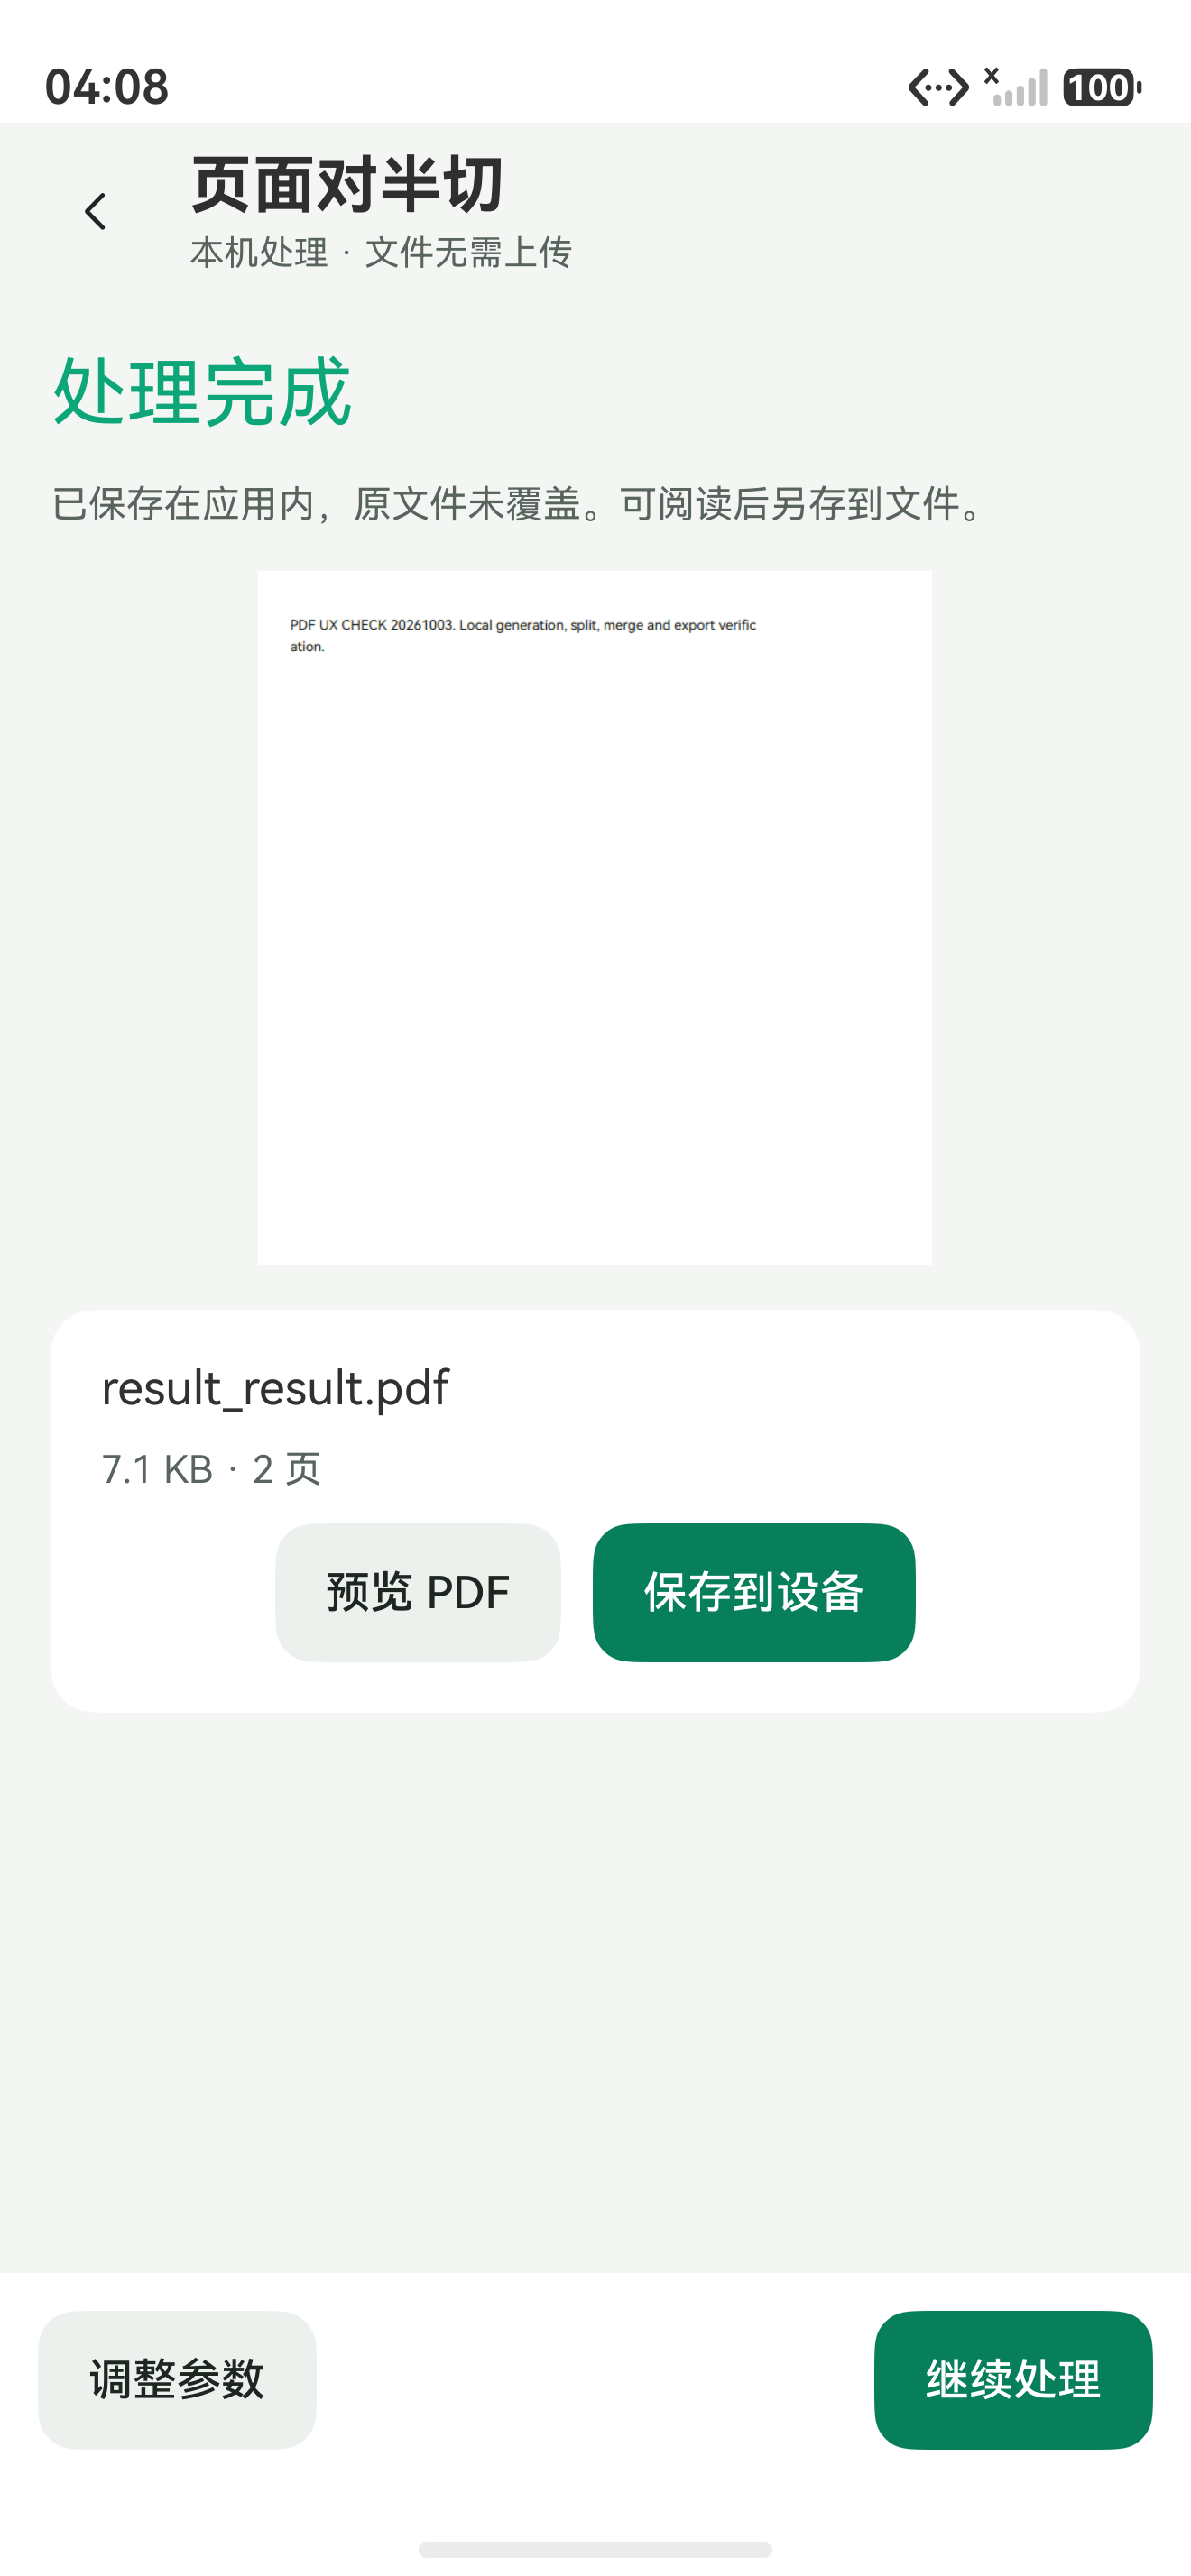 04:08
100
页面对半切
本机处理 · 文件无需上传
处理完成
已保存在应用内，原文件未覆盖。可阅读后另存到文件。
PDF UX CHECK 20261003. Local generation, split, merge and export verific
ation.
result_result.pdf
7.1 KB · 2 页
预览 PDF
保存到设备
调整参数
继续处理